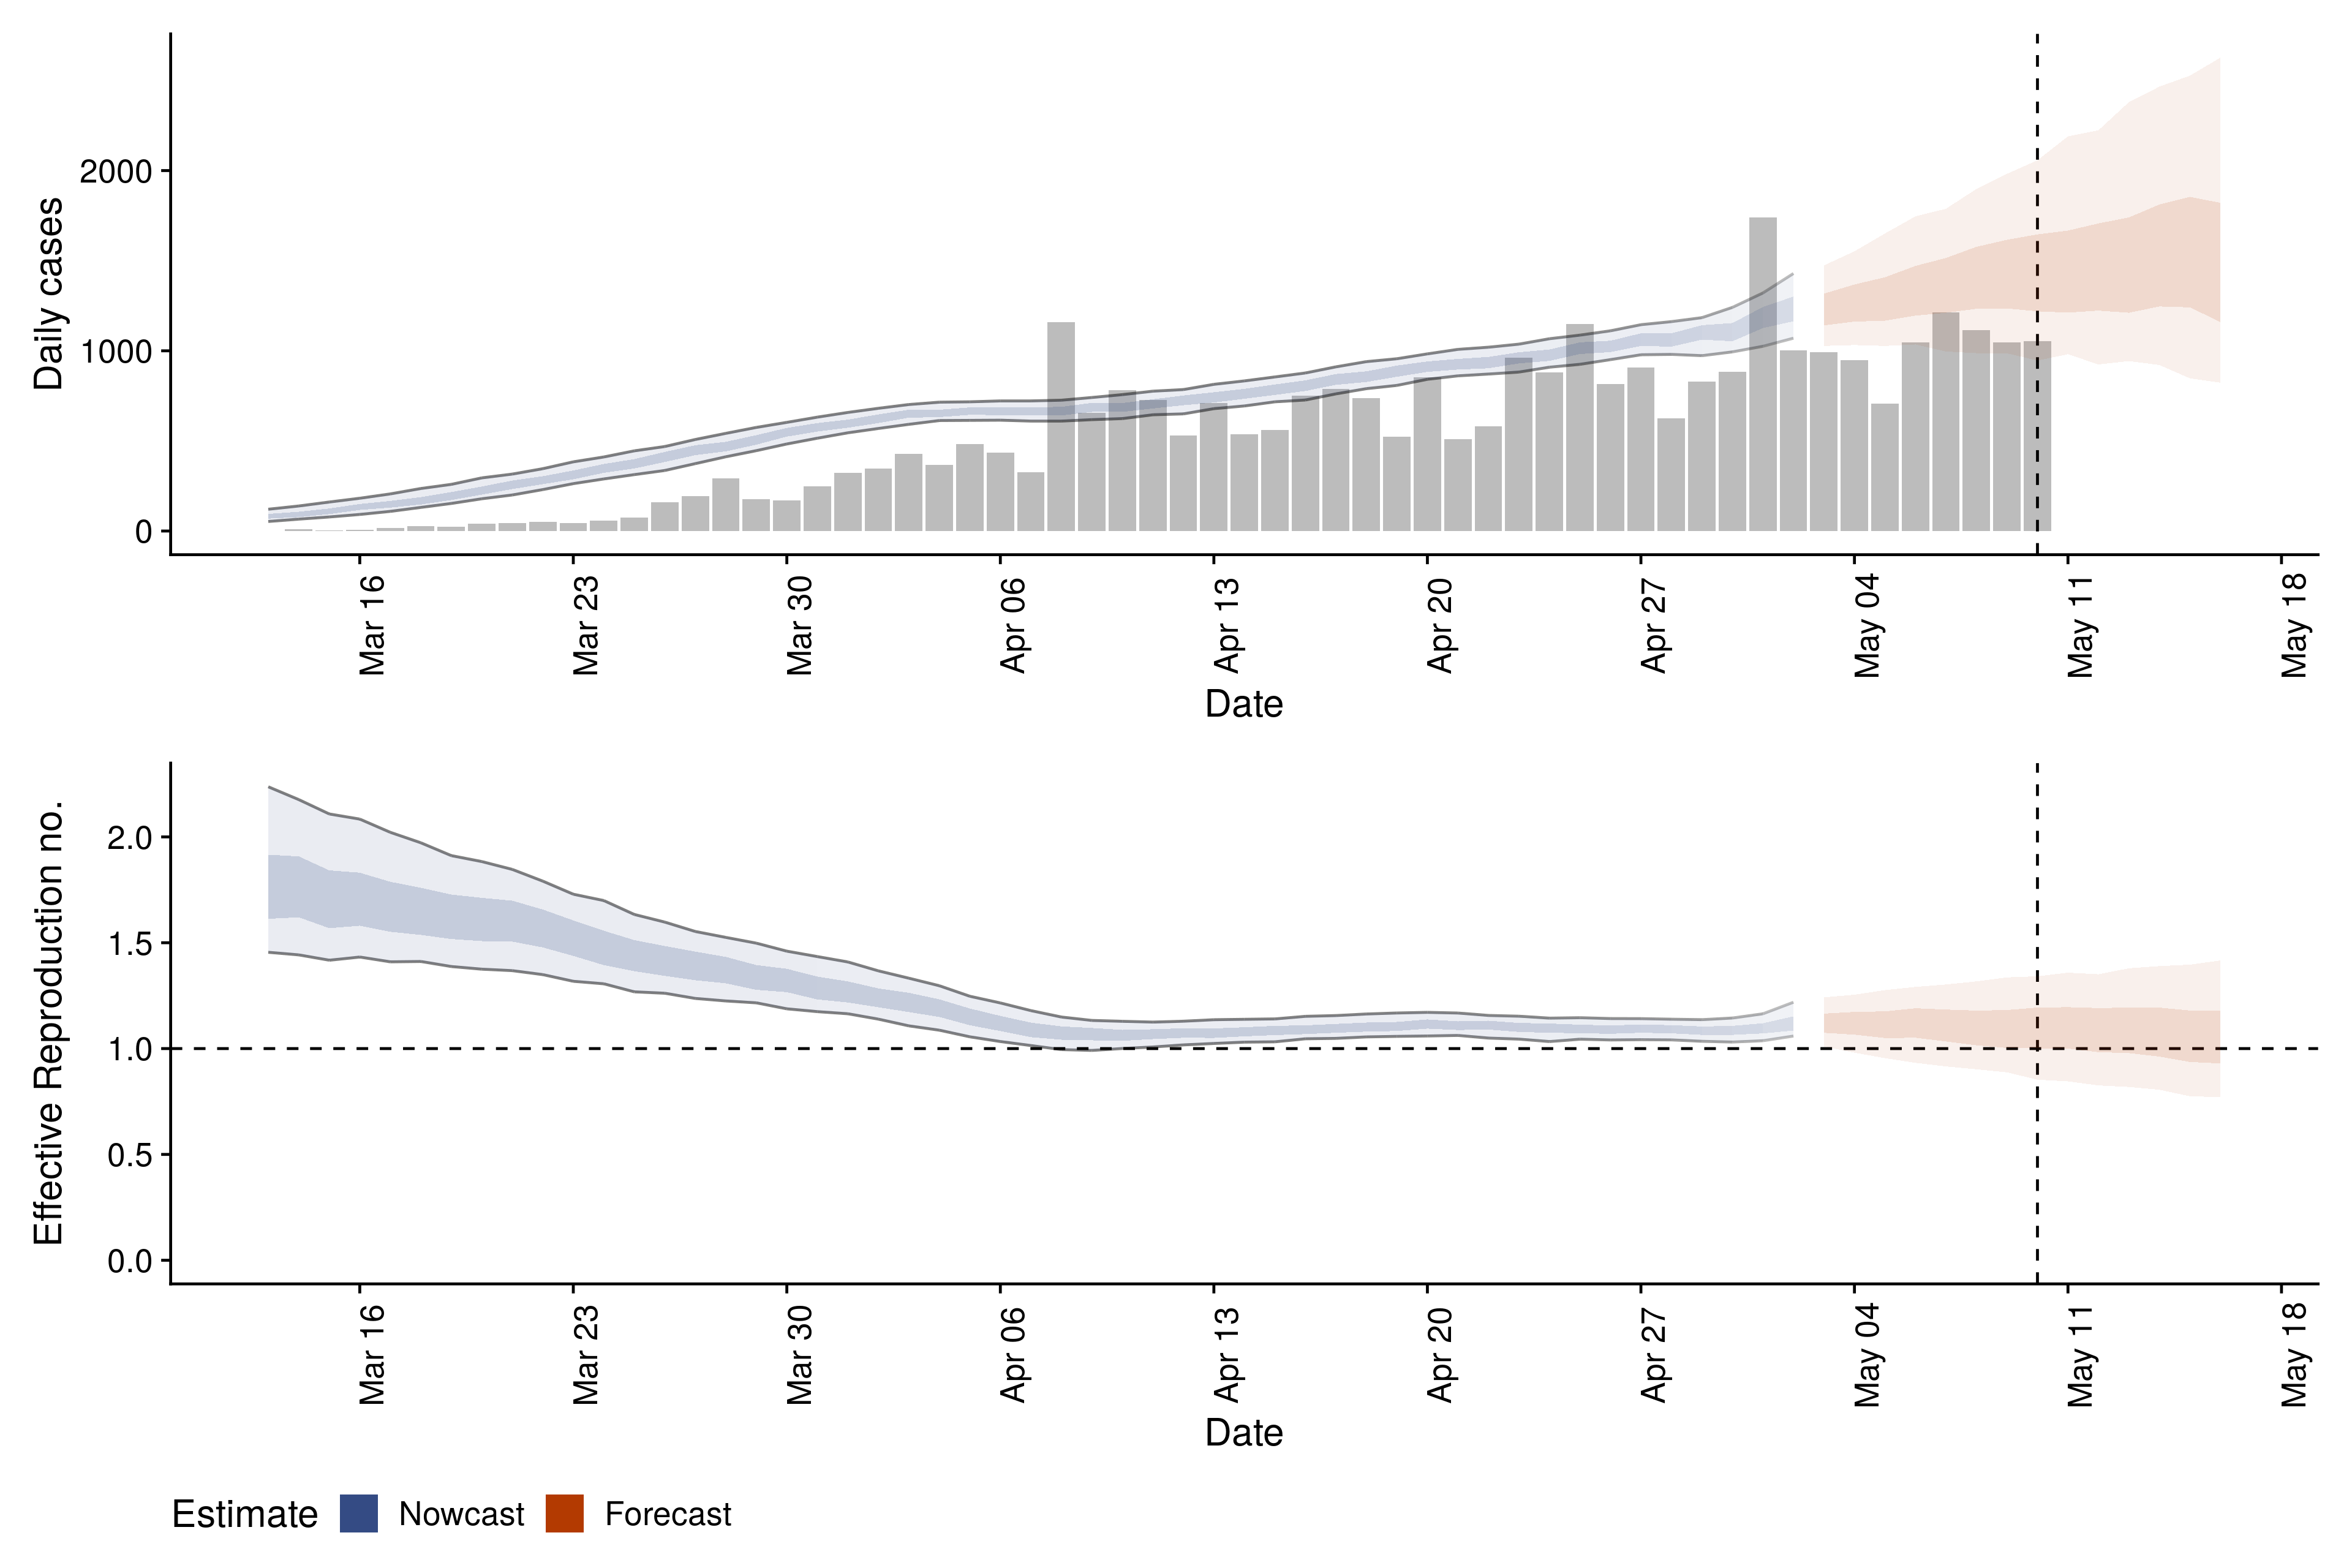 Daily cases
2000
1000
0
Mar 16
Mar 23
Mar 30
Apr 06
Apr 13
Apr 20
Apr 27
May 04
May 11
May 18
Date
Effective Reproduction no.
2.0
1.5
1.0
0.5
0.0
Mar 16
Mar 23
Mar 30
Apr 06
Apr 13
Apr 20
Apr 27
May 04
May 11
May 18
Date
Estimate Nowcast Forecast